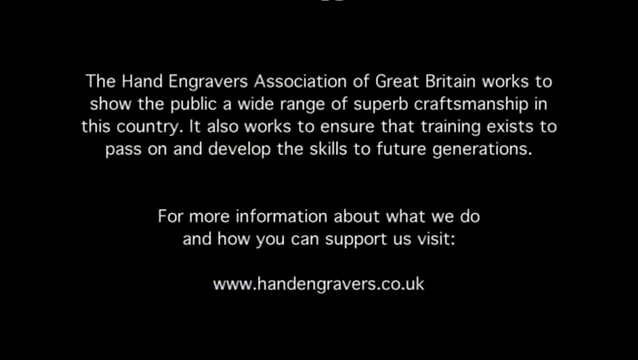 The Hand Engravers Association of Great Britain works to
show the public a wide range of superb craftsmanship in
this country. It also works to ensure that training exists to
pass on and develop the skills to future generations.
For more information about what we do
and how you can support us visit:
www.handengravers.co.uk